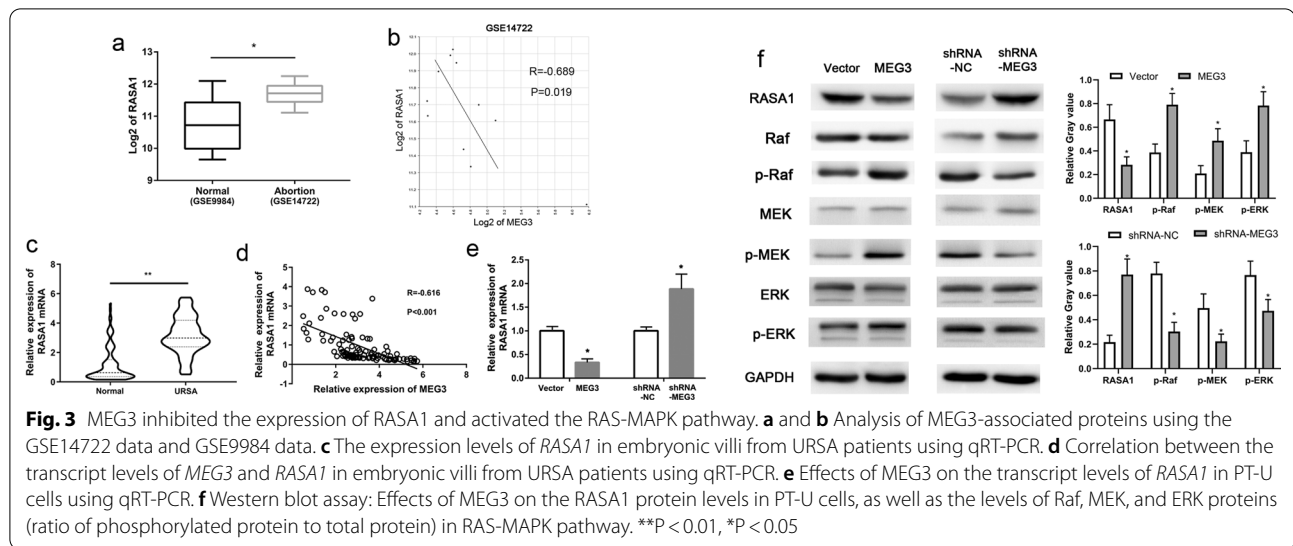 a
*
Log2 of RASA1
13
12
11
10
9
Normal
(GSE9984)
Abortion
(GSE14722)
b
GSE14722
R=-0.689
P=0.019
Log2 of RASA1
Log2 of MEG3
c
**
Relative expression of
RASA1 mRNA
8
6
4
2
0
Normal
URSA
d
R=-0.616
P<0.001
Relative expression of
RASA1 mRNA
5
4
3
2
1
0
-1
2
4
6
8
10
Relative expression of MEG3
e
Relative expression of
RASA1 mRNA
2.5
2.0
1.5
1.0
0.5
0.0
*
*
Vector
MEG3
shRNA
-NC
shRNA
-MEG3
f
Vector
MEG3
shRNA
-NC
shRNA
-MEG3
RASA1
Raf
p-Raf
MEK
p-MEK
ERK
p-ERK
GAPDH
Vector
MEG3
Relative Gray value
1.0
0.8
0.6
0.4
0.2
0.0
*
*
*
*
RASA1
p-Raf
p-MEK
p-ERK
shRNA-NC
shRNA-MEG3
Relative Gray value
1.0
0.8
0.6
0.4
0.2
0.0
*
*
*
*
RASA1
p-Raf
p-MEK
p-ERK
Fig. 3 MEG3 inhibited the expression of RASA1 and activated the RAS-MAPK pathway. a and b Analysis of MEG3-associated proteins using the
GSE14722 data and GSE9984 data. c The expression levels of RASA1 in embryonic villi from URSA patients using qRT-PCR. d Correlation between the
transcript levels of MEG3 and RASA1 in embryonic villi from URSA patients using qRT-PCR. e Effects of MEG3 on the transcript levels of RASA1 in PT-U
cells using qRT-PCR. f Western blot assay: Effects of MEG3 on the RASA1 protein levels in PT-U cells, as well as the levels of Raf, MEK, and ERK proteins
(ratio of phosphorylated protein to total protein) in RAS-MAPK pathway. **P < 0.01, *P < 0.05